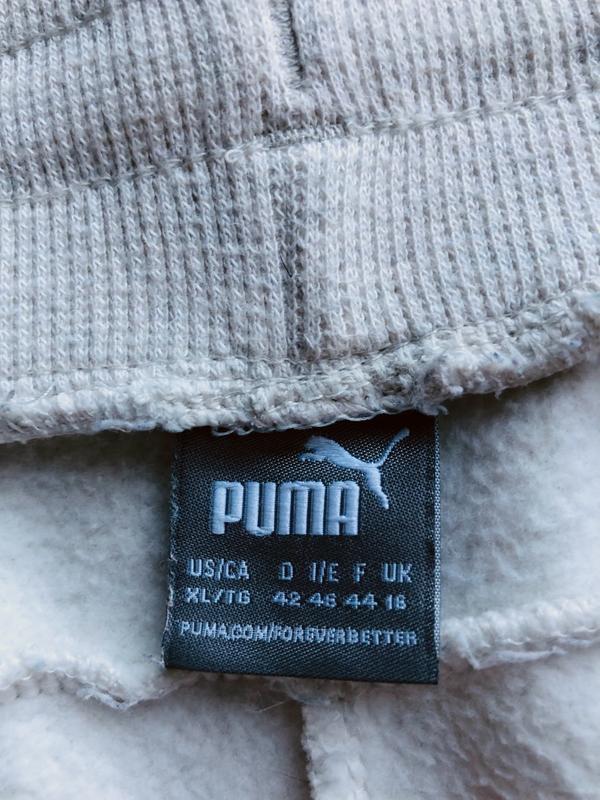 PUMA
US/CA D I/E F UK
XL/TG 42 46 44 16
PUMA.COM/FOREVERBETTER